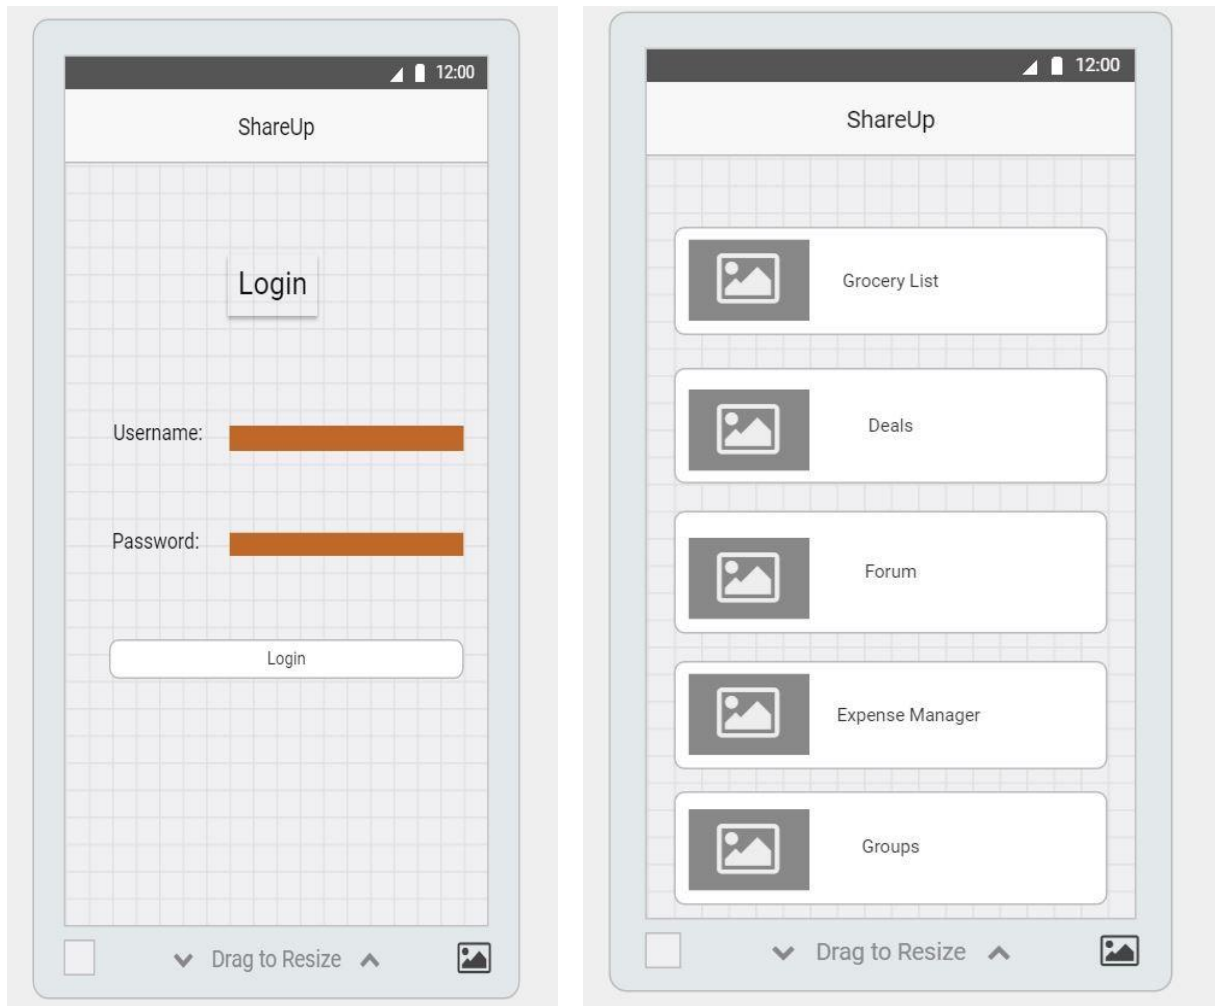 12:00
ShareUp
Login
Username:
Password:
Login
Drag to Resize
12:00
ShareUp
Grocery List
Deals
Forum
Expense Manager
Groups
Drag to Resize